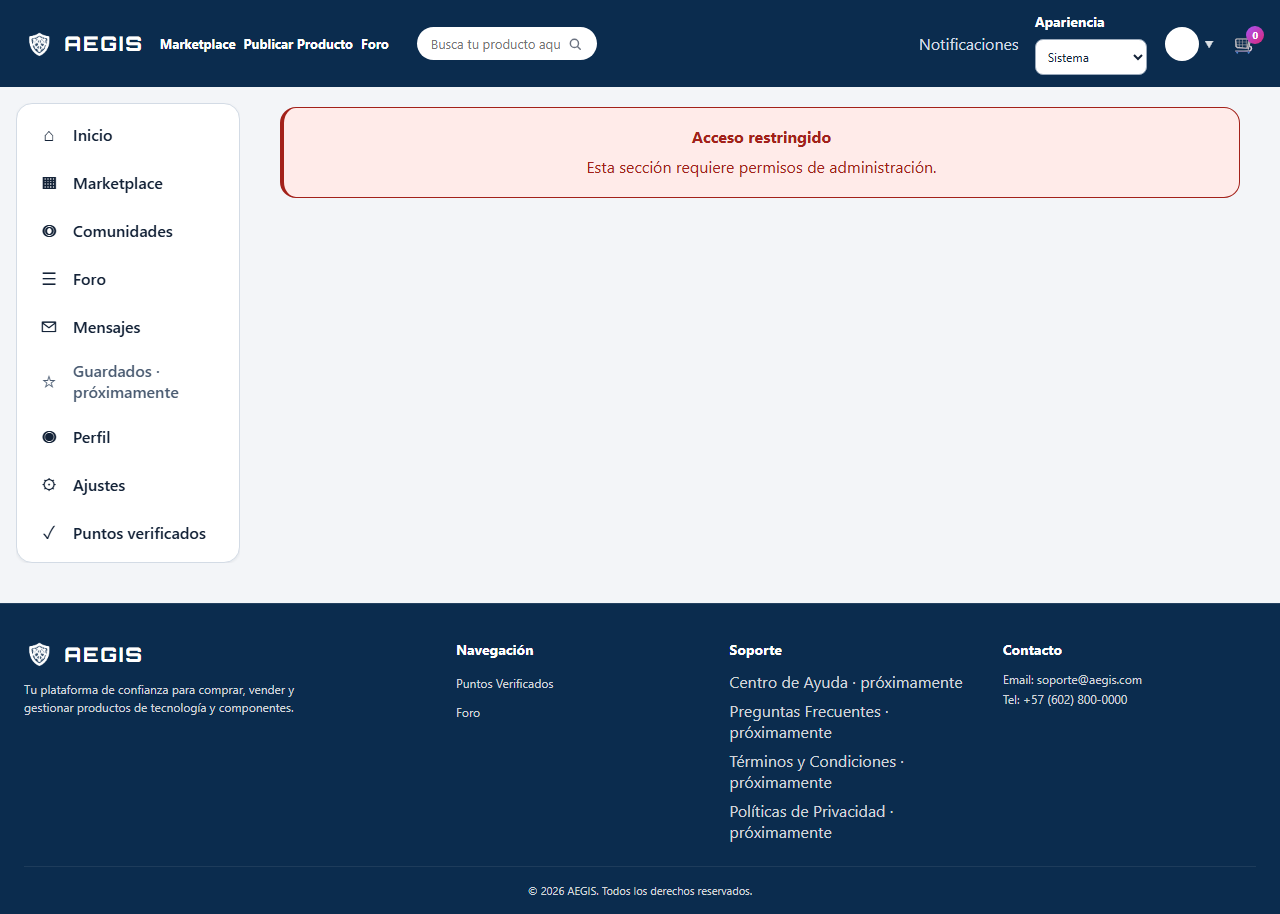 AEGIS
Marketplace Publicar Producto Foro
Busca tu producto aqu
Notificaciones
Apariencia
Sistema
0
Inicio
Marketplace
Comunidades
Foro
Mensajes
Guardados ·
próximamente
Perfil
Ajustes
Puntos verificados
Acceso restringido
Esta sección requiere permisos de administración.
AEGIS
Tu plataforma de confianza para comprar, vender y
gestionar productos de tecnología y componentes.
Navegación
Puntos Verificados
Foro
Soporte
Centro de Ayuda · próximamente
Preguntas Frecuentes ·
próximamente
Términos y Condiciones ·
próximamente
Políticas de Privacidad ·
próximamente
Contacto
Email: soporte@aegis.com
Tel: +57 (602) 800-0000
© 2026 AEGIS. Todos los derechos reservados.